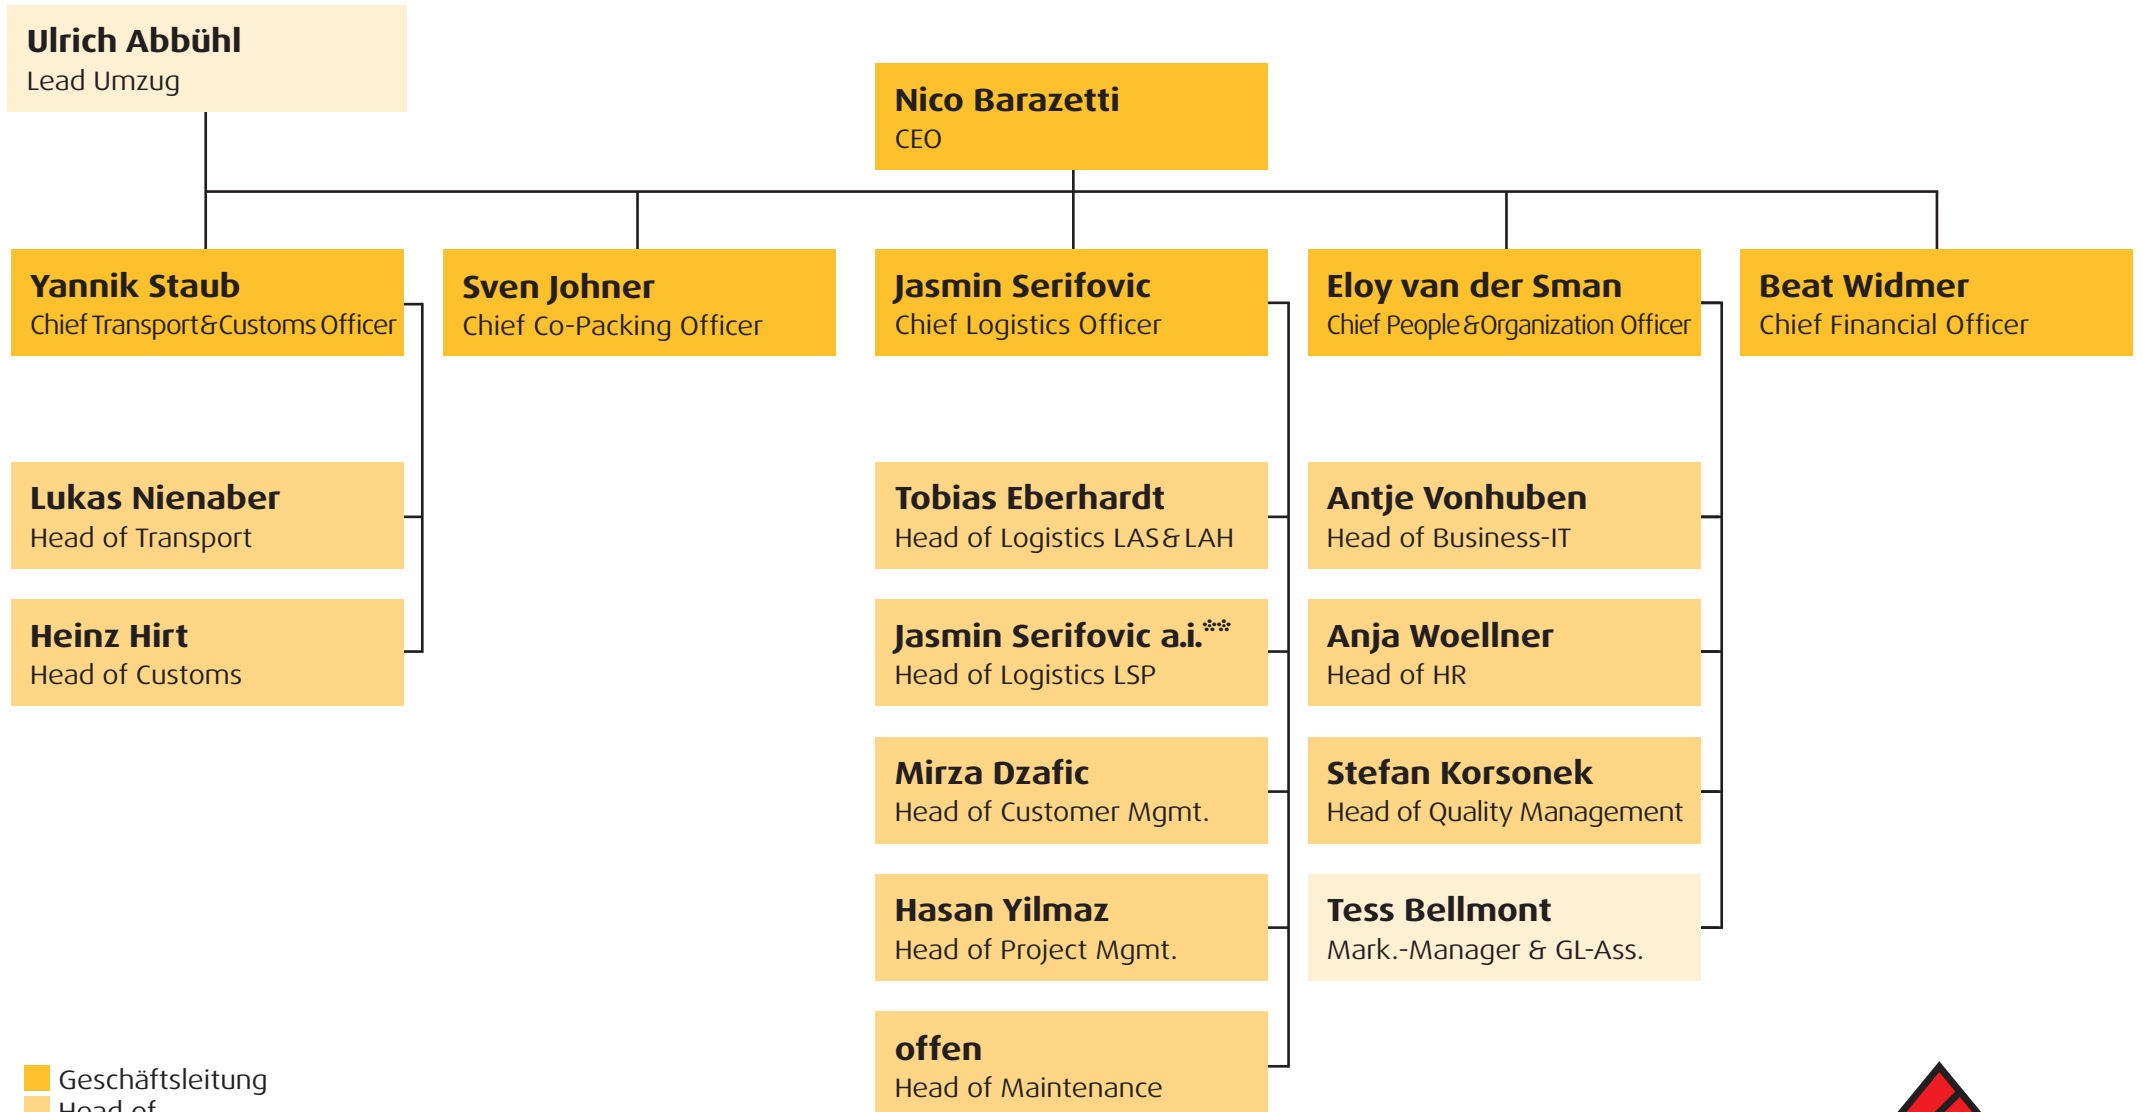 Ulrich Abbühl
Lead Umzug
Nico Barazetti
CEO
Yannik Staub
Chief Transport&Customs Officer
Sven Johner
Chief Co-Packing Officer
Jasmin Serifovic
Chief Logistics Officer
Eloy van der Sman
Chief People&Organization Officer
Beat Widmer
Chief Financial Officer
Lukas Nienaber
Head of Transport
Heinz Hirt
Head of Customs
Tobias Eberhardt
Head of Logistics LAS&LAH
Jasmin Serifovic a.i.**
Head of Logistics LSP
Mirza Dzafic
Head of Customer Mgmt.
Hasan Yilmaz
Head of Project Mgmt.
offen
Head of Maintenance
Antje Vonhuben
Head of Business-IT
Anja Woellner
Head of HR
Stefan Korsonek
Head of Quality Management
Tess Bellmont
Mark.-Manager & GL-Ass.
Geschäftsleitung
Head of